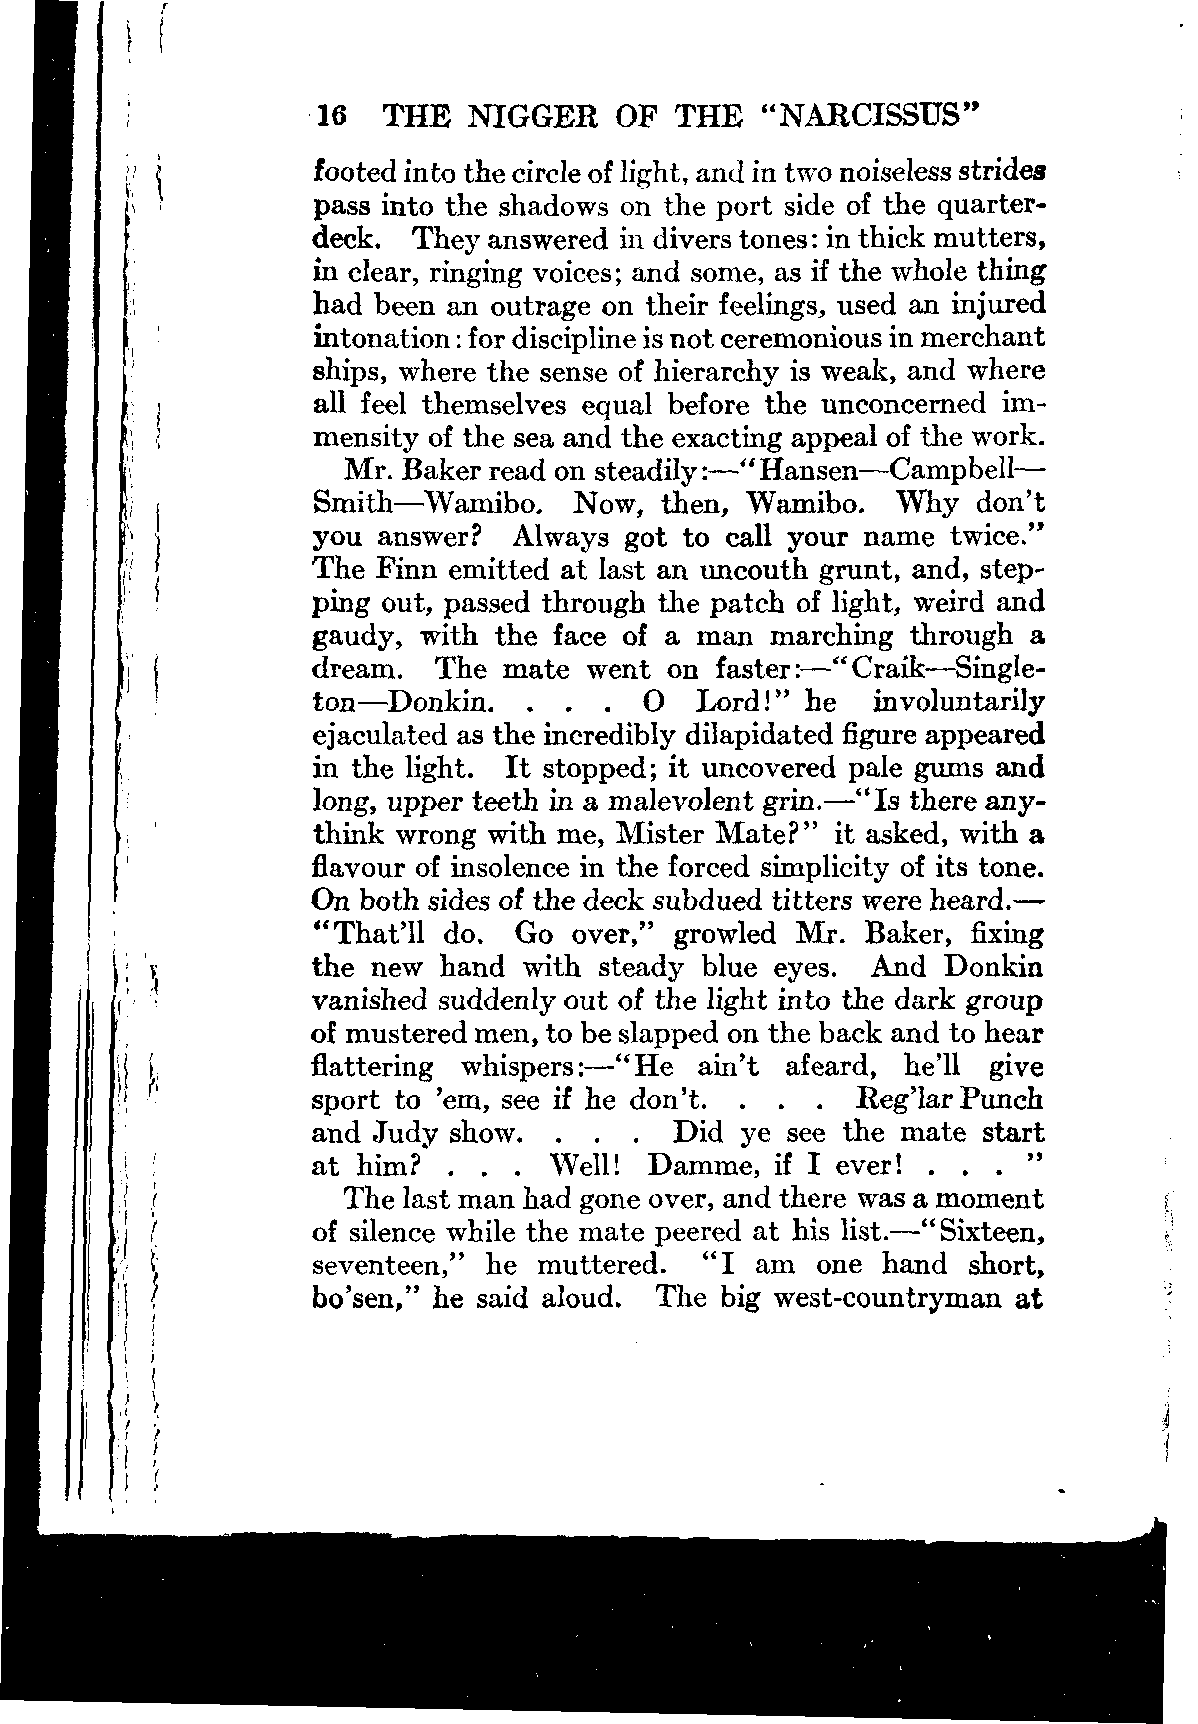 16 THE NIGGER OF THE "NARCISSUS"
footed into the circle of light, and in two noiseless strides
pass into the shadows on the port side of the quarter-
deck. They answered in divers tones: in thick mutters,
in clear, ringing voices; and some, as if the whole thing
had been an outrage on their feelings, used an injured
intonation: for discipline is not ceremonious in merchant
ships, where the sense of hierarchy is weak, and where
all feel themselves equal before the unconcerned im-
mensity of the sea and the exacting appeal of the work.
Mr. Baker read on steadily:—"Hansen—Campbell—
Smith—Wamibo. Now, then, Wamibo. Why don't
you answer? Always got to call your name twice."
The Finn emitted at last an uncouth grunt, and, step-
ping out, passed through the patch of light, weird and
gaudy, with the face of a man marching through a
dream. The mate went on faster:—"Craik—Single-
ton—Donkin. . . . O Lord!" he involuntarily
ejaculated as the incredibly dilapidated figure appeared
in the light. It stopped; it uncovered pale gums and
long, upper teeth in a malevolent grin.—"Is there any-
think wrong with me, Mister Mate?" it asked, with a
flavour of insolence in the forced simplicity of its tone.
On both sides of the deck subdued titters were heard.—
"That'll do. Go over," growled Mr. Baker, fixing
the new hand with steady blue eyes. And Donkin
vanished suddenly out of the light into the dark group
of mustered men, to be slapped on the back and to hear
flattering whispers:—"He ain't afeard, he'll give
sport to 'em, see if he don't. . . . Reg'lar Punch
and Judy show. . . . Did ye see the mate start
at him? . . . Well! Damme, if I ever! . . . "
The last man had gone over, and there was a moment
of silence while the mate peered at his list.—"Sixteen,
seventeen," he muttered. "I am one hand short,
bo'sen," he said aloud. The big west-countryman at